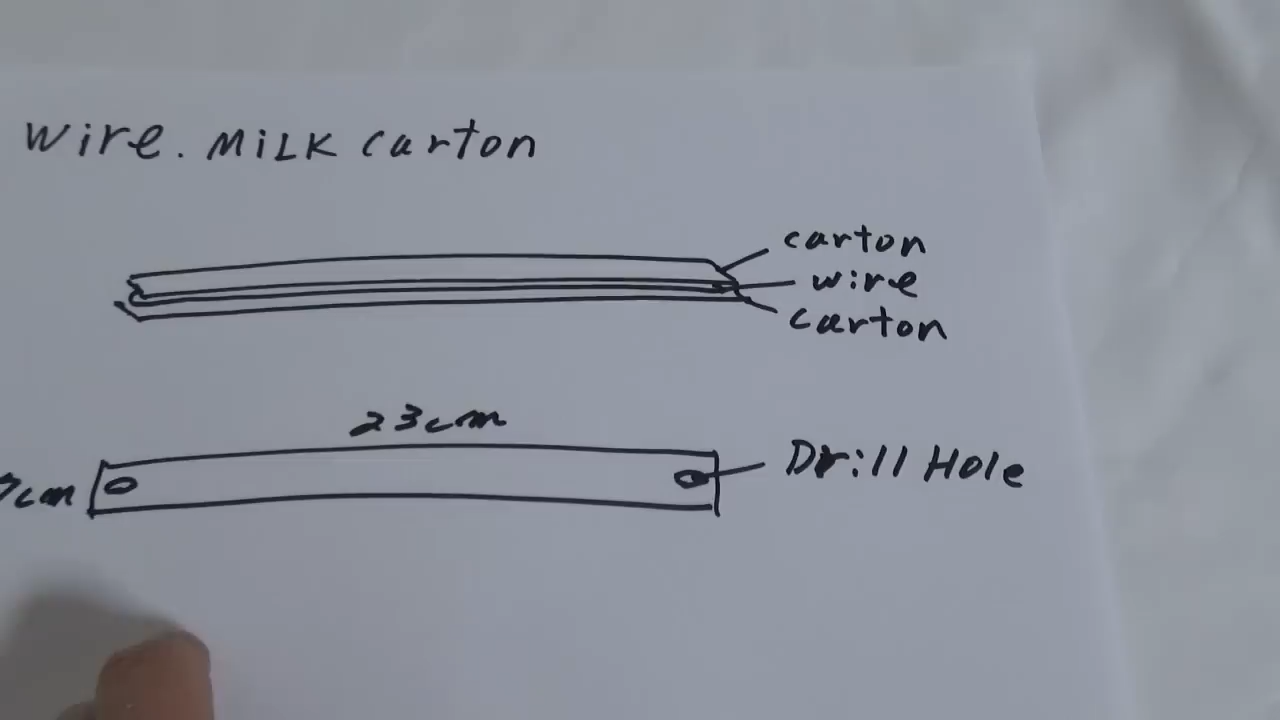 wire. MiLK carton
carton
wire
carton
23cm
Drill Hole